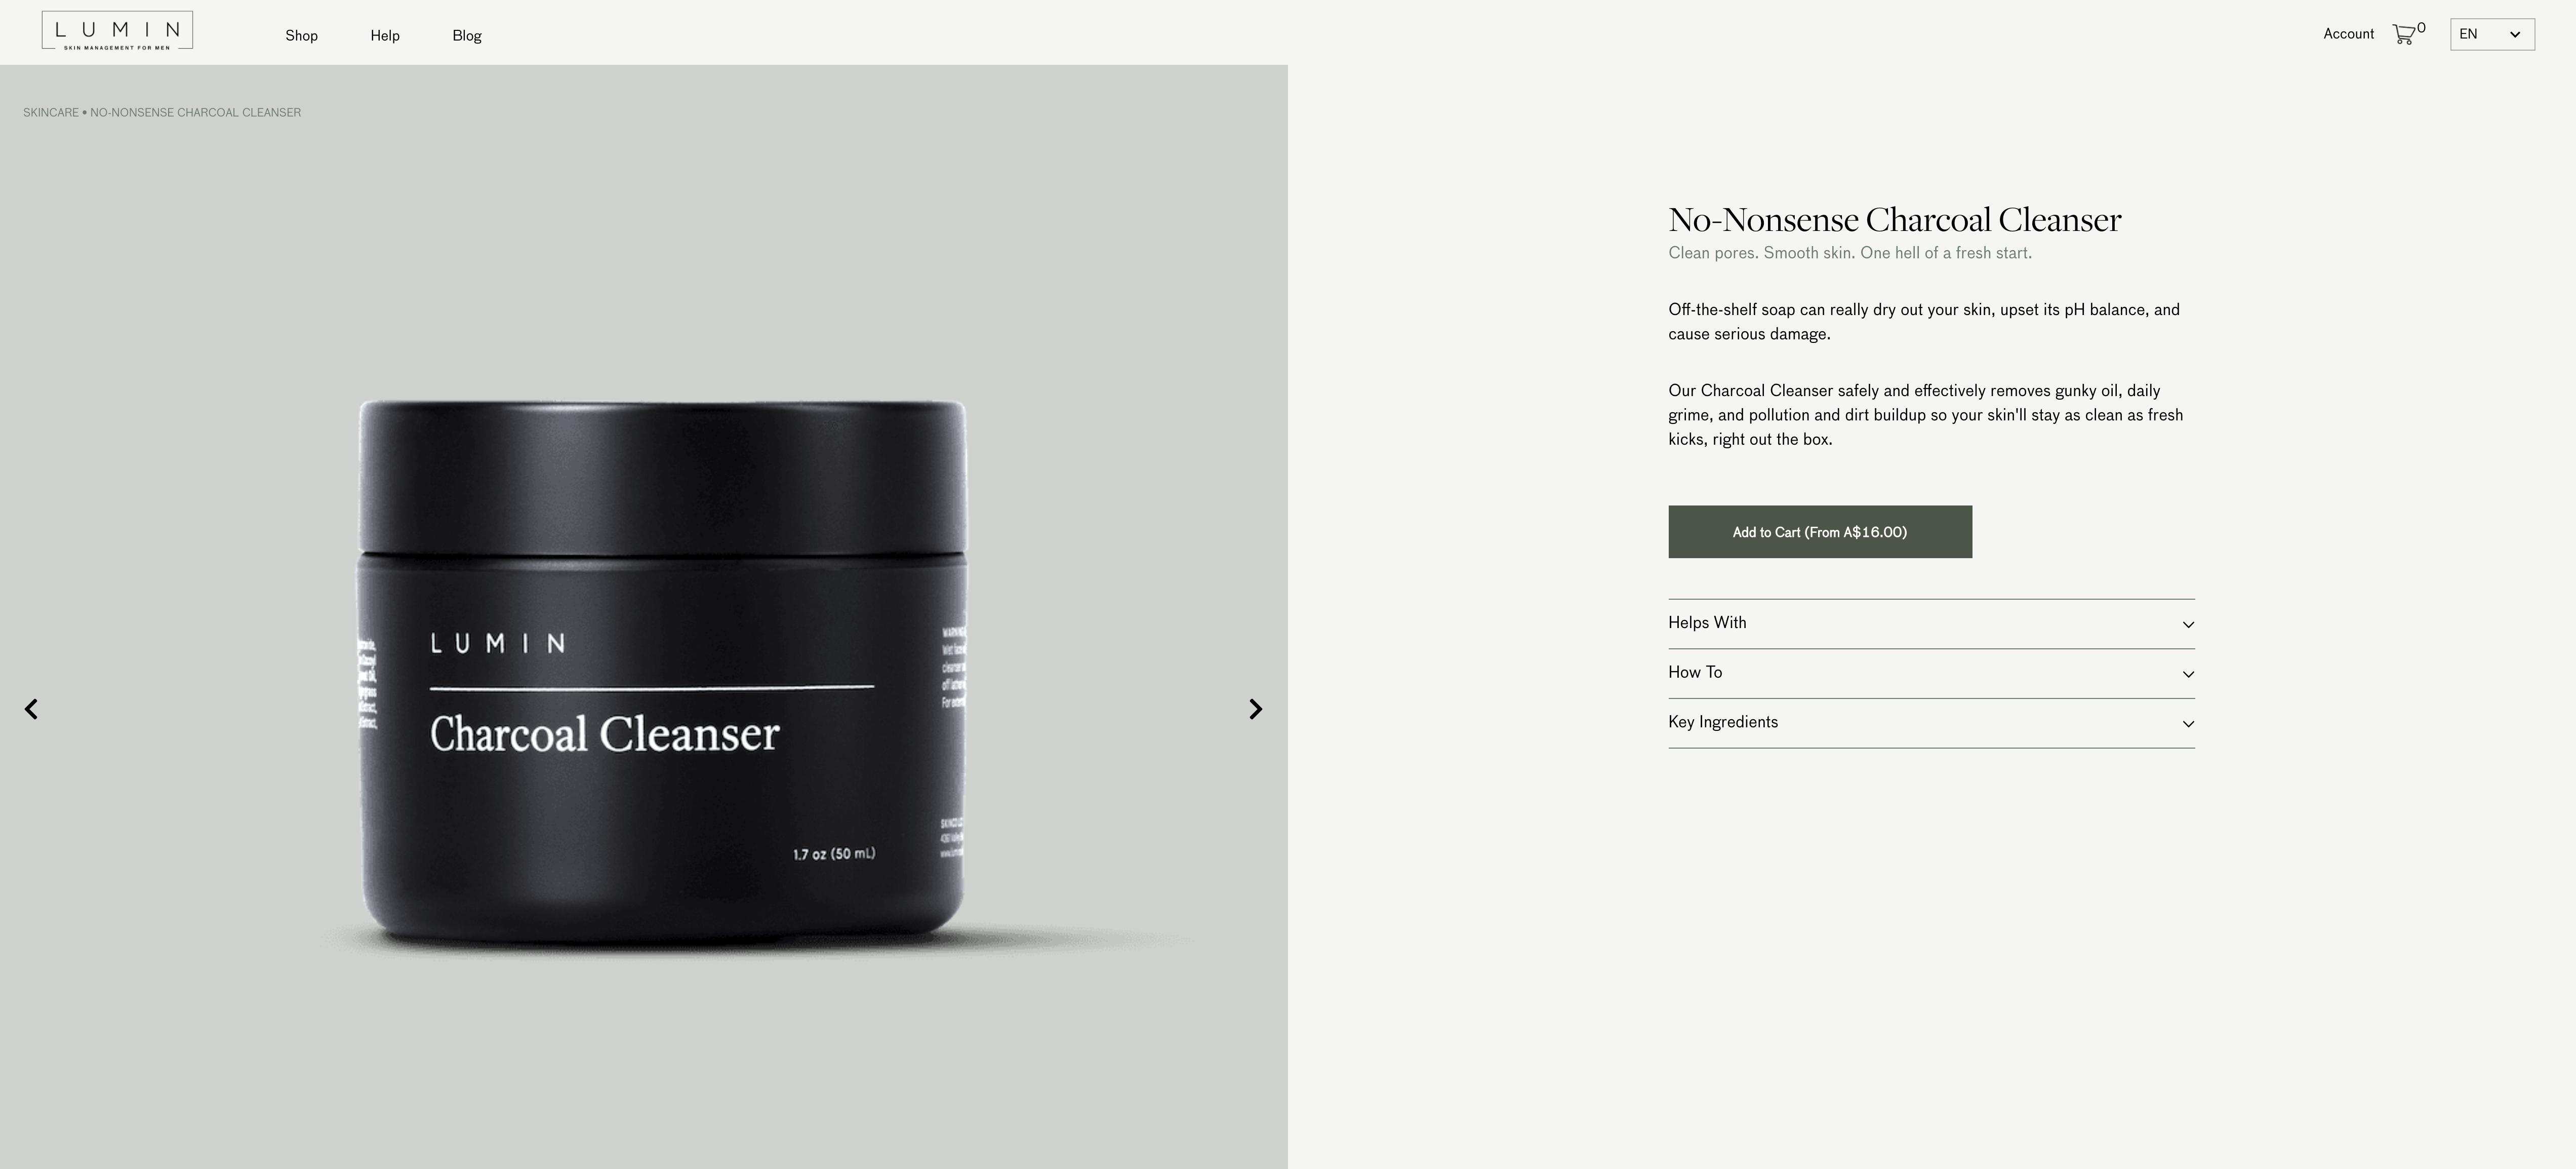 LUMIN
SKIN MANAGEMENT FOR MEN
Shop
Help
Blog
Account
0
EN
SKINCARE • NO-NONSENSE CHARCOAL CLEANSER
LUMIN
Charcoal Cleanser
1.7 oz (50 mL)
No-Nonsense Charcoal Cleanser
Clean pores. Smooth skin. One hell of a fresh start.
Off-the-shelf soap can really dry out your skin, upset its pH balance, and
cause serious damage.
Our Charcoal Cleanser safely and effectively removes gunky oil, daily
grime, and pollution and dirt buildup so your skin'll stay as clean as fresh
kicks, right out the box.
Add to Cart (From A$16.00)
Helps With
How To
Key Ingredients